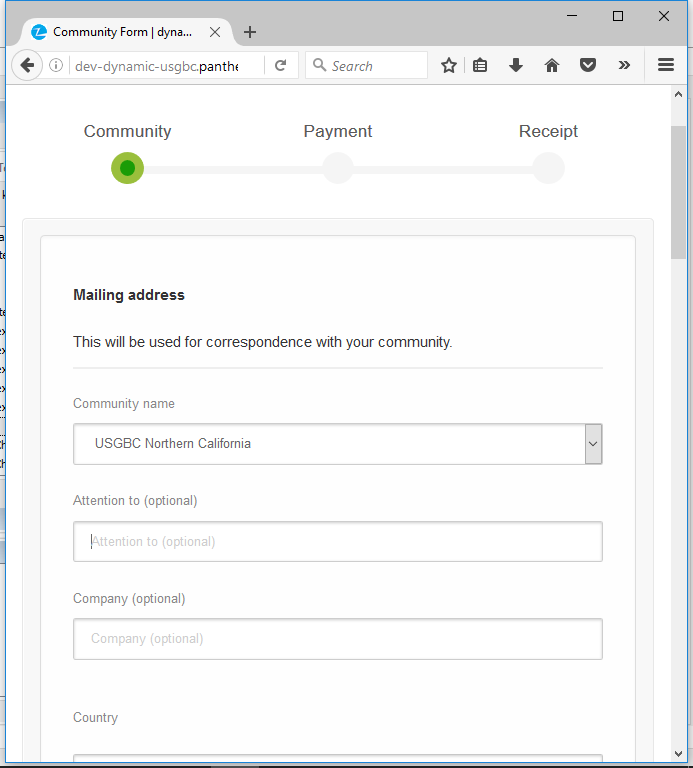 Community Form | dyna...
dev-dynamic-usgbc.panthe
Search
Community Payment Receipt
Mailing address
This will be used for correspondence with your community.
Community name
USGBC Northern California
Attention to (optional)
Attention to (optional)
Company (optional)
Company (optional)
Country